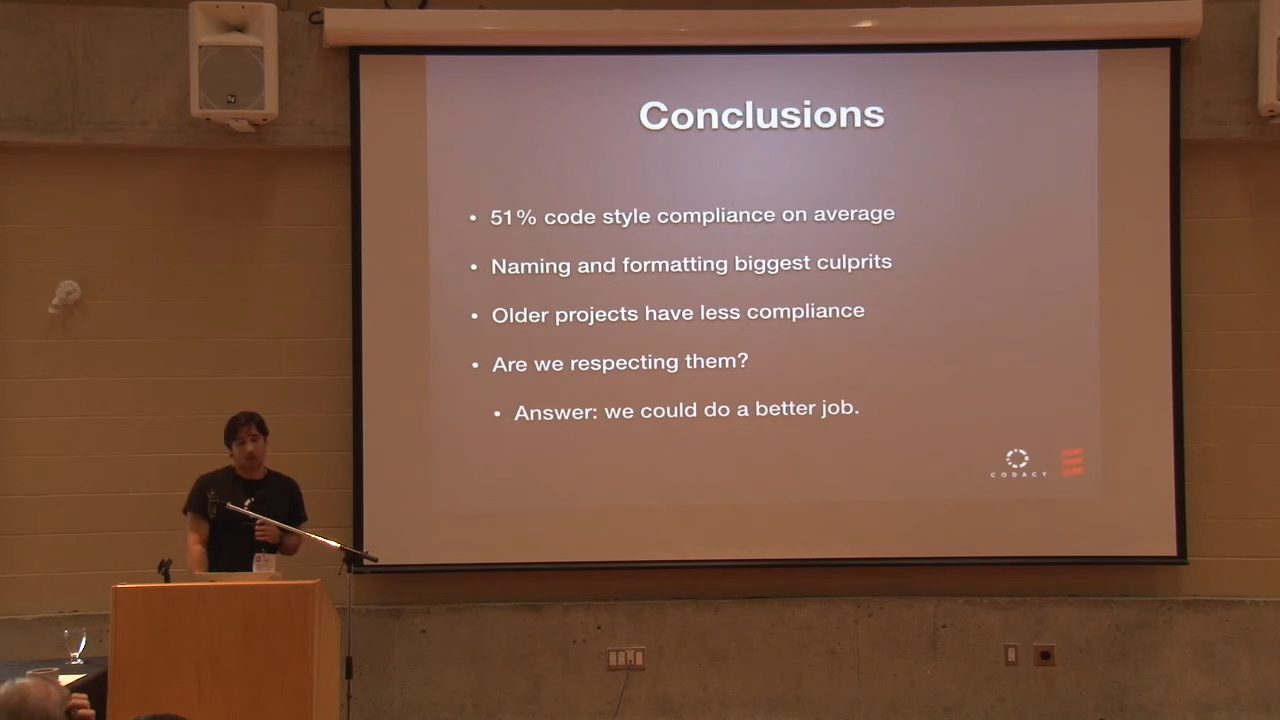 Conclusions
• 51% code style compliance on average
• Naming and formatting biggest culprits
• Older projects have less compliance
• Are we respecting them?
• Answer: we could do a better job.
CODACY